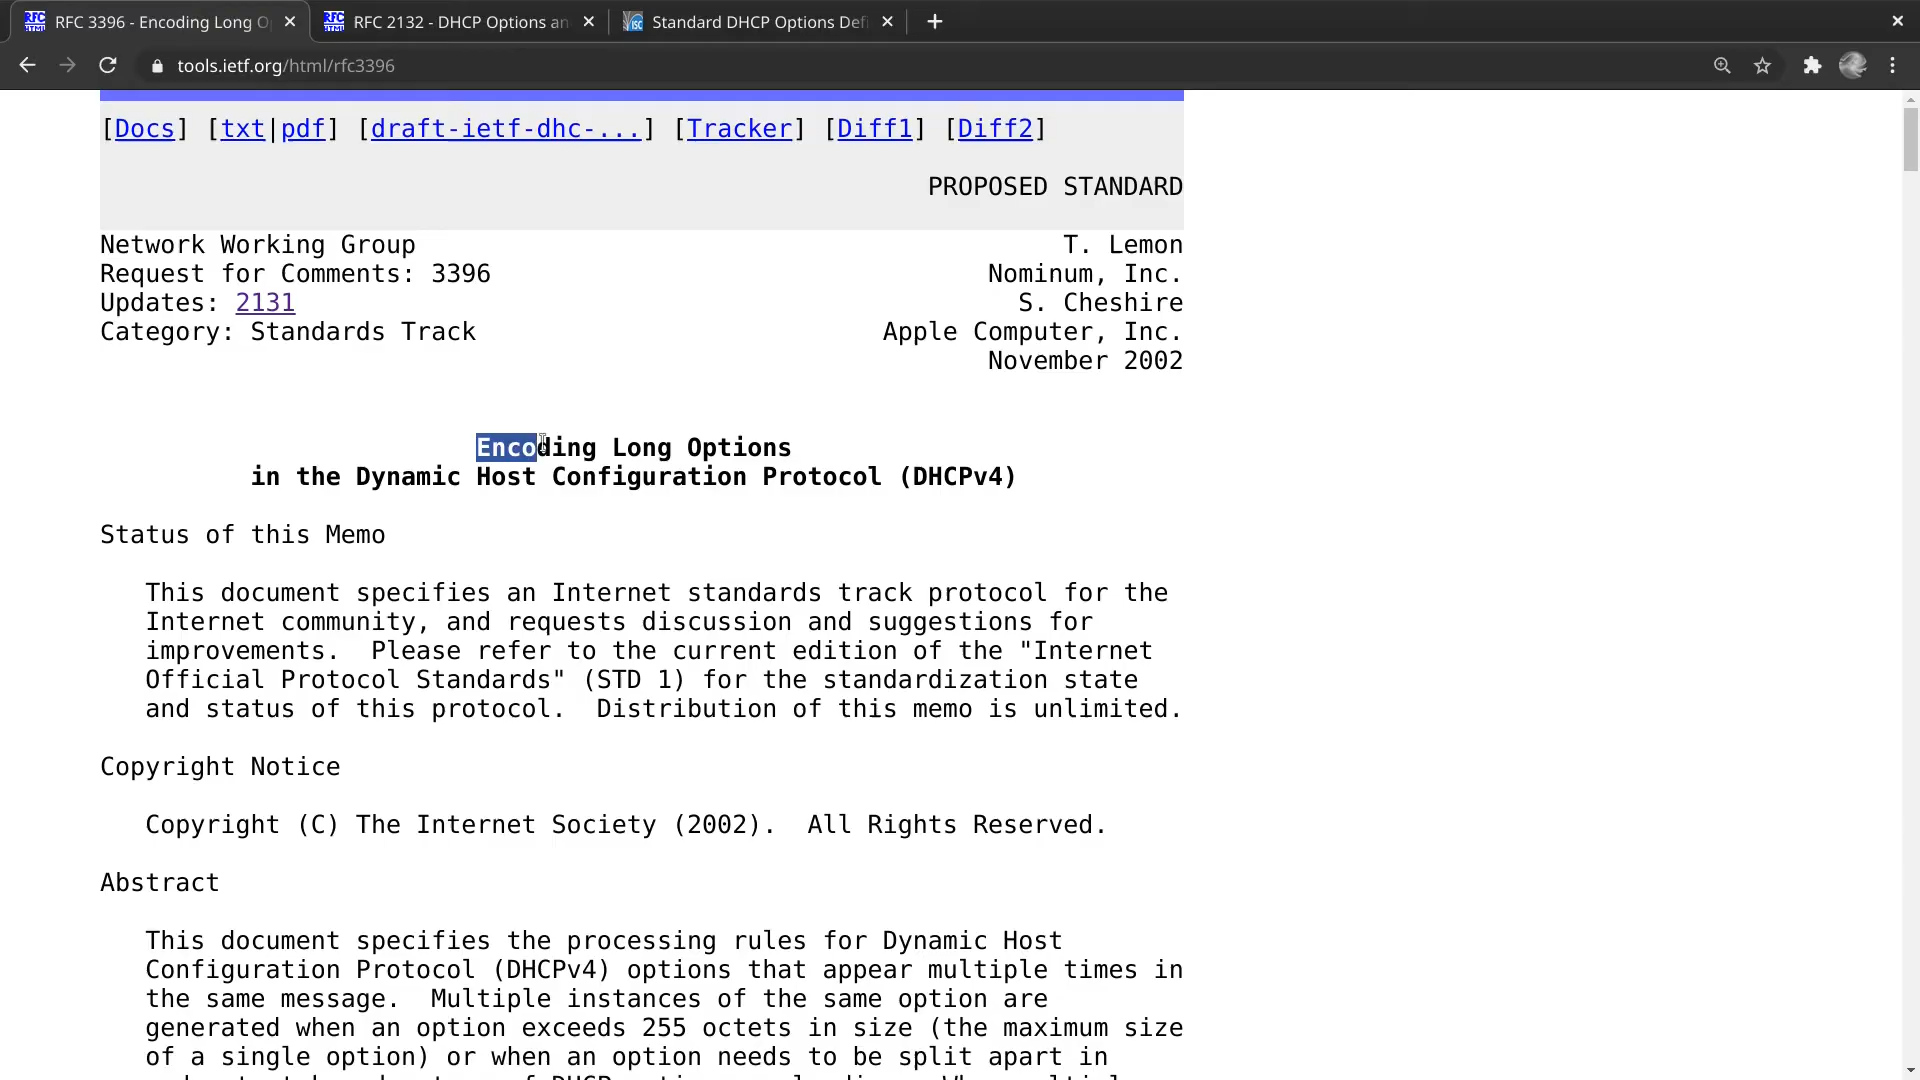 RFC 3396 - Encoding Long O
RFC 2132 - DHCP Options an
Standard DHCP Options Def
tools.ietf.org/html/rfc3396
[Docs] [txt|pdf] [draft-ietf-dhc-...] [Tracker] [Diff1] [Diff2]
PROPOSED STANDARD
Network Working Group T. Lemon
Request for Comments: 3396 Nominum, Inc.
Updates: 2131 S. Cheshire
Category: Standards Track Apple Computer, Inc.
November 2002
Encoding Long Options
in the Dynamic Host Configuration Protocol (DHCPv4)
Status of this Memo
This document specifies an Internet standards track protocol for the
Internet community, and requests discussion and suggestions for
improvements. Please refer to the current edition of the "Internet
Official Protocol Standards" (STD 1) for the standardization state
and status of this protocol. Distribution of this memo is unlimited.
Copyright Notice
Copyright (C) The Internet Society (2002). All Rights Reserved.
Abstract
This document specifies the processing rules for Dynamic Host
Configuration Protocol (DHCPv4) options that appear multiple times in
the same message. Multiple instances of the same option are
generated when an option exceeds 255 octets in size (the maximum size
of a single option) or when an option needs to be split apart in